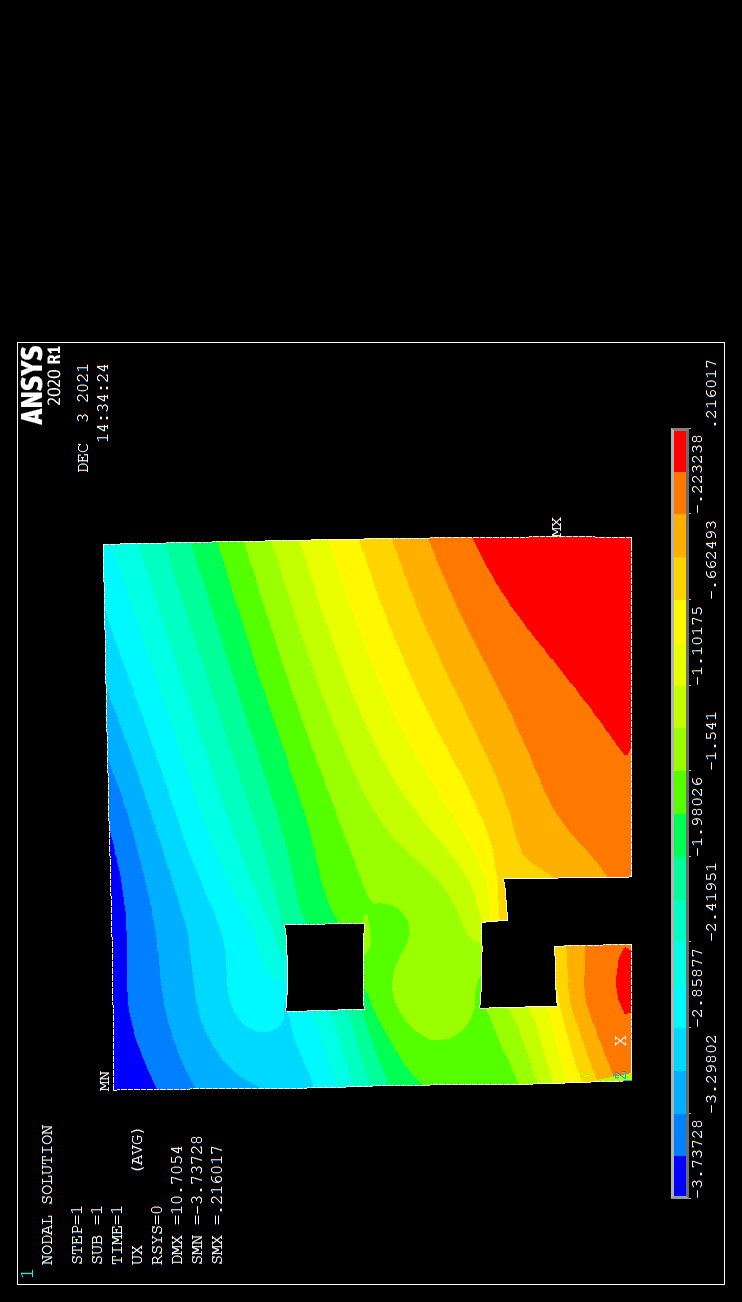 1
NODAL SOLUTION
STEP=1
SUB =1
TIME=1
UX (AVG)
RSYS=0
DMX =10.7054
SMN =-3.73728
SMX =.216017
ANSYS
2020 R1
DEC 3 2021
14:34:24
MN
MX
X
Z
-3.73728
-3.29802
-2.85877
-2.41951
-1.98026
-1.541
-1.10175
-.662493
-.223238
.216017